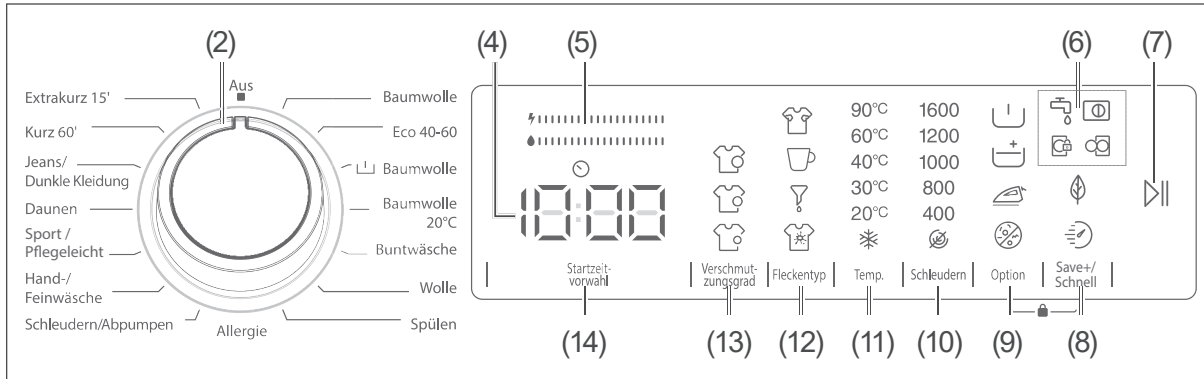 (2)
(4)
(5)
(6)
(7)
Aus
Extrakurz 15'
Kurz 60'
Jeans/
Dunkle Kleidung
Daunen
Sport /
Pflegeleicht
Hand-/
Feinwäsche
Schleudern/Abpumpen
Allergie
Baumwolle
Eco 40-60
Baumwolle
Baumwolle
20°C
Buntwäsche
Wolle
Spülen
18:88
Startzeit-
vorwahl
Verschmut-
zungsgrad
Fleckentyp
90°C
60°C
40°C
30°C
20°C
Temp.
1600
1200
1000
800
400
Schleudern
Option
Save+/
Schnell
(14)
(13)
(12)
(11)
(10)
(9)
(8)